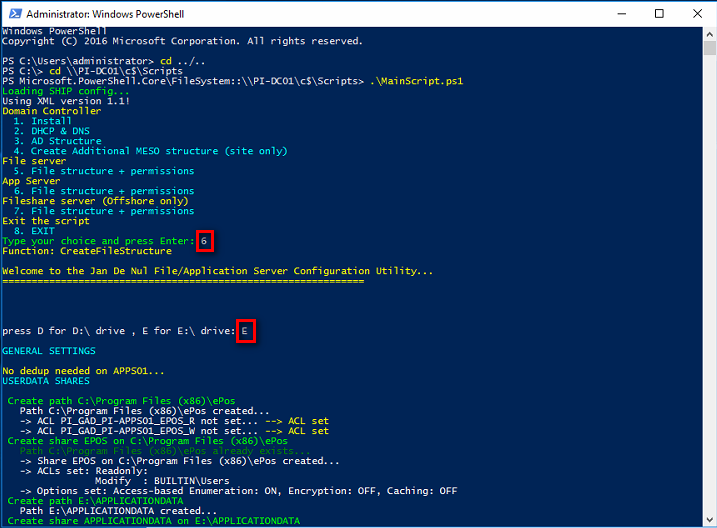 Administrator: Windows PowerShell
Windows PowerShell
Copyright (C) 2016 Microsoft Corporation. All rights reserved.
PS C:\Users\administrator> cd ../..
PS C:\> cd \\PI-DC01\c$\Scripts
PS Microsoft.PowerShell.Core\FileSystem::\\PI-DC01\c$\Scripts> .\MainScript.ps1
Loading SHIP config...
Using XML version 1.1!
Domain Controller
1. Install
2. DHCP & DNS
3. AD Structure
4. Create Additional MESO structure (site only)
File server
5. File structure + permissions
App Server
6. File structure + permissions
Fileshare server (Offshore only)
7. File structure + permissions
Exit the script
8. EXIT
Type your choice and press Enter: 6
Function: CreateFileStructure
Welcome to the Jan De Nul File/Application Server Configuration Utility...
==============================================================
press D for D:\ drive , E for E:\ drive: E
GENERAL SETTINGS
No dedup needed on APPS01...
USERDATA SHARES
Create path C:\Program Files (x86)\ePos
Path C:\Program Files (x86)\ePos created...
-> ACL PI_GAD_PI-APPS01_EPOS_R not set... --> ACL set
-> ACL PI_GAD_PI-APPS01_EPOS_W not set... --> ACL set
Create share EPOS on C:\Program Files (x86)\ePos
Path C:\Program Files (x86)\ePos already exists...
-> Share EPOS on C:\Program Files (x86)\ePos created...
-> ACLs set: Readonly:
Modify : BUILTIN\Users
-> Options set: Access-based Enumeration: ON, Encryption: OFF, Caching: OFF
Create path E:\APPLICATIONDATA
Path E:\APPLICATIONDATA created...
Create share APPLICATIONDATA on E:\APPLICATIONDATA